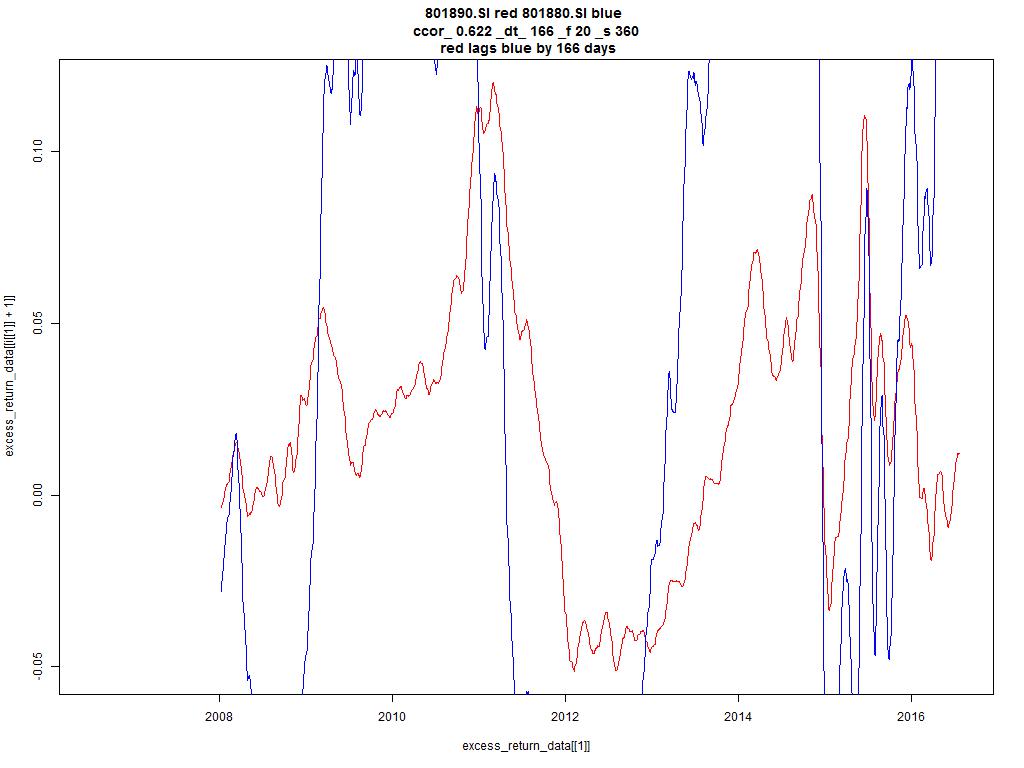 801890.SI red 801880.SI blue
ccor_ 0.622 _dt_ 166 _f 20 _s 360
red lags blue by 166 days
excess_return_data[[i[[1]] + 1]]
0.10
0.05
0.00
-0.05
2008 2010 2012 2014 2016
excess_return_data[[1]]